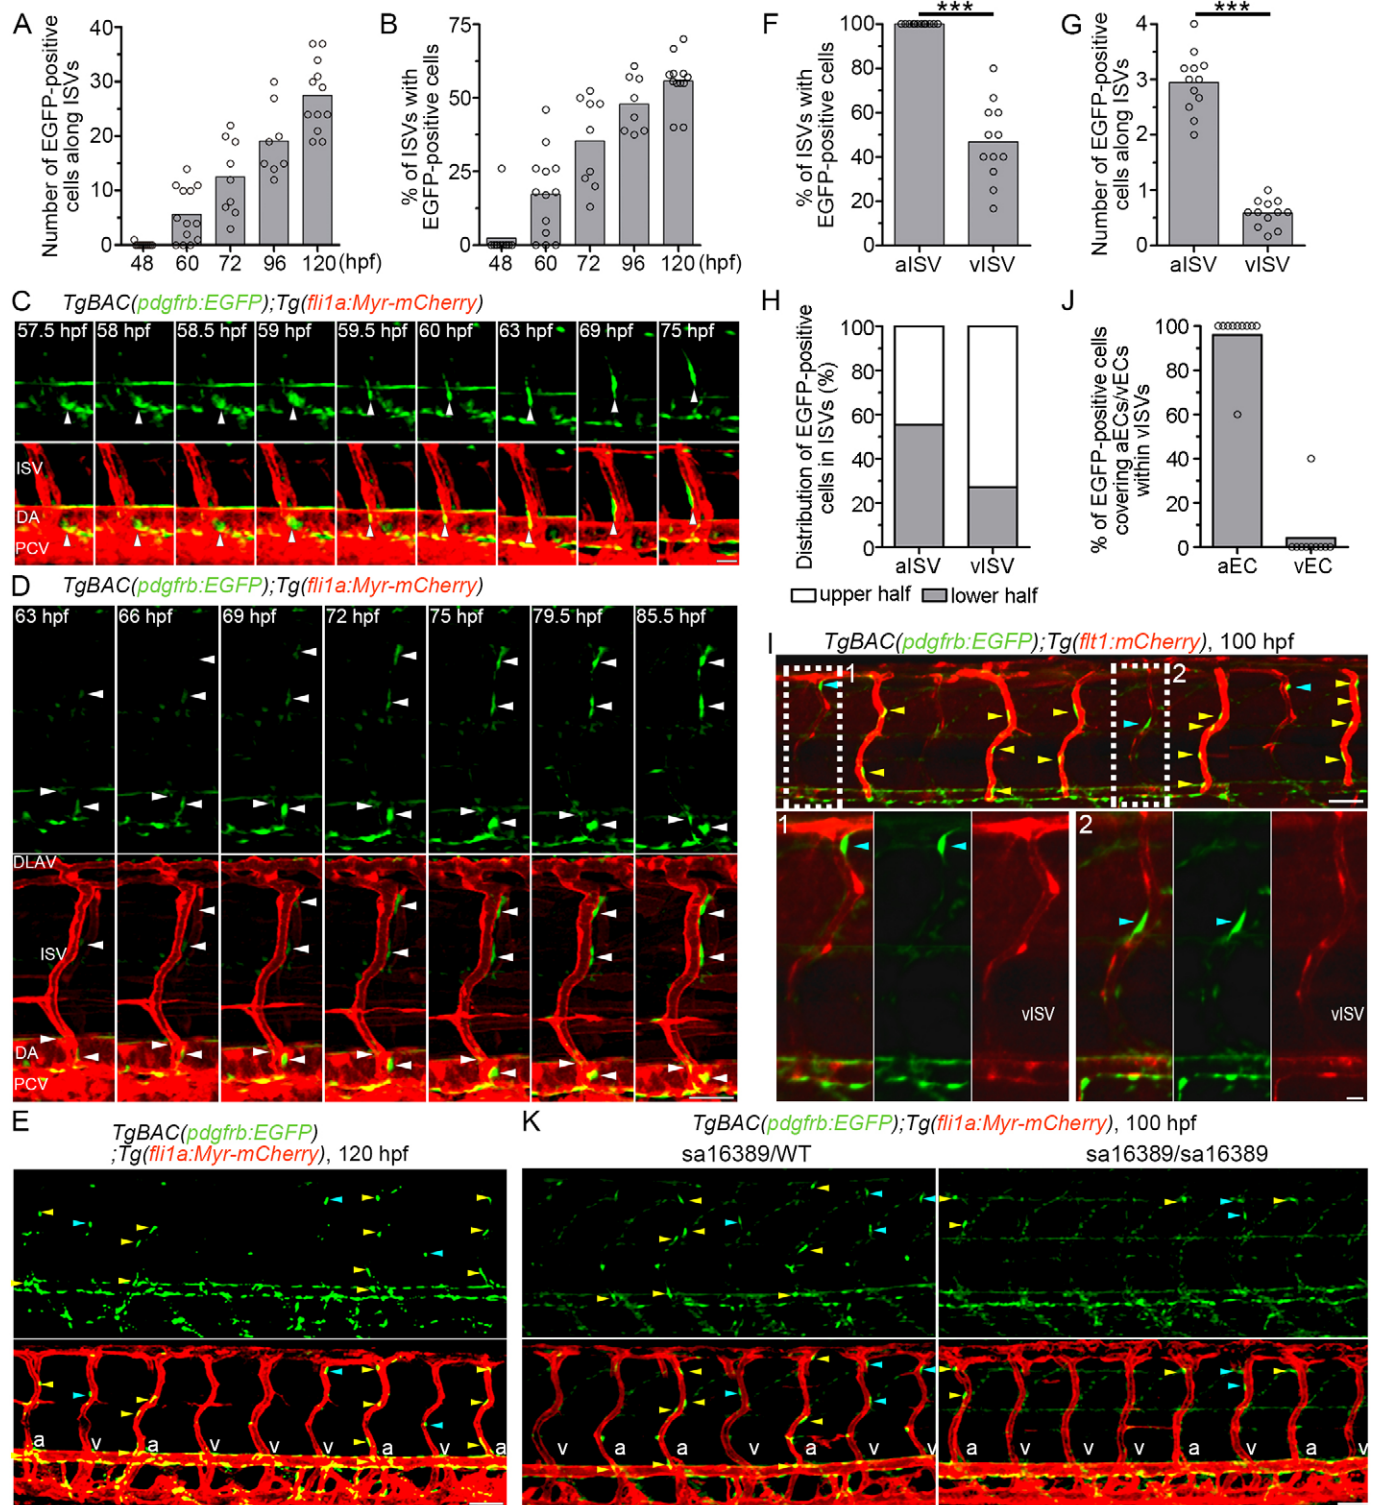 A
Number of EGFP-positive
cells along ISVs
40
30
20
10
0
48 60 72 96 120 (hpf)
B
% of ISVs with
EGFP-positive cells
75
50
25
0
48 60 72 96 120 (hpf)
F
% of ISVs with
EGFP-positive cells
100
80
60
40
20
0
***
aISV vISV
G
Number of EGFP-positive
cells along ISVs
4
3
2
1
0
***
aISV vISV
C
TgBAC(pdgfrb:EGFP);Tg(fli1a:Myr-mCherry)
57.5 hpf 58 hpf 58.5 hpf 59 hpf 59.5 hpf 60 hpf 63 hpf 69 hpf 75 hpf
ISV
DA
PCV
H
Distribution of EGFP-positive
cells in ISVs (%)
100
80
60
40
20
0
aISV vISV
upper half lower half
J
% of EGFP-positive cells
covering aECs/vECs
within vISVs
100
80
60
40
20
0
aEC vEC
D
TgBAC(pdgfrb:EGFP);Tg(fli1a:Myr-mCherry)
63 hpf 66 hpf 69 hpf 72 hpf 75 hpf 79.5 hpf 85.5 hpf
DLAV
ISV
DA
PCV
I
TgBAC(pdgfrb:EGFP);Tg(flt1:mCherry), 100 hpf
1 2
1 2
vISV vISV
E
TgBAC(pdgfrb:EGFP)
;Tg(fli1a:Myr-mCherry), 120 hpf
a v a v v v a v a
K
TgBAC(pdgfrb:EGFP);Tg(fli1a:Myr-mCherry), 100 hpf
sa16389/WT sa16389/sa16389
v a a v a v v a v v v a v a v